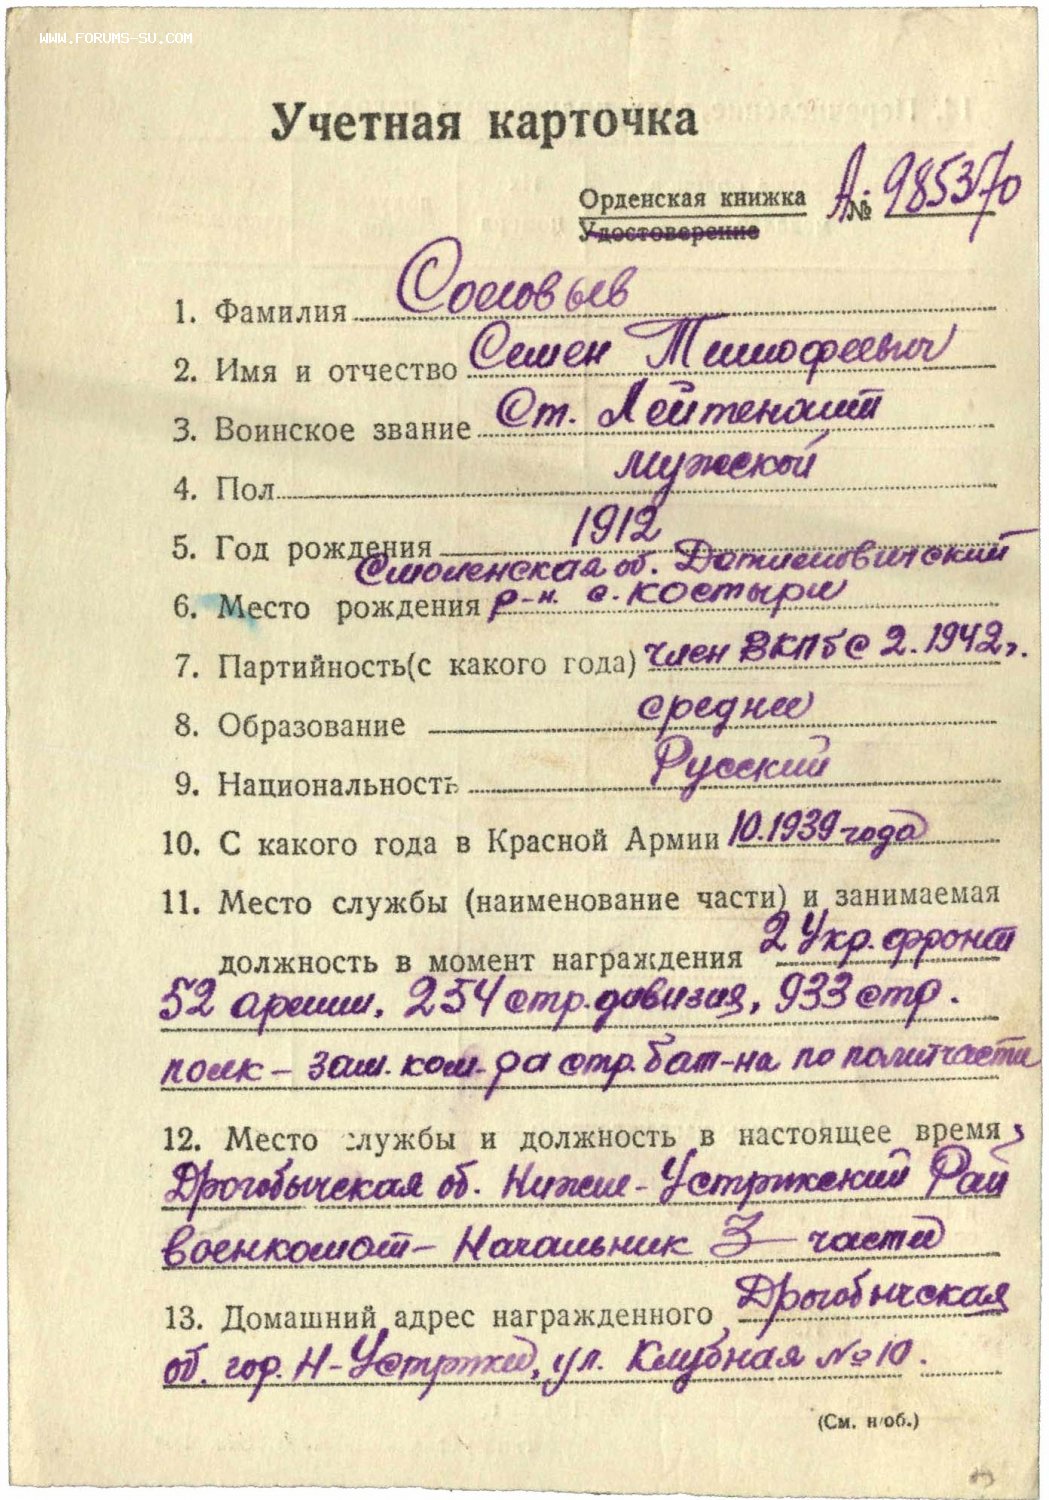 WWW.FORUMS-SU.COM
Учетная карточка
Орденская книжка А. № 985370
Удостоверение
1. Фамилия Соловьев
2. Имя и отчество Семен Тимофеевич
3. Воинское звание Ст. Лейтенант
4. Пол мужской
5. Год рождения 1912
Смоленская об.
6. Место рождения р-н. с. Костыри
7. Партийность (с какого года) член ВКПб с 2. 1942 г.
8. Образование среднее
9. Национальность Русский
10. С какого года в Красной Армии 10.1939 года
11. Место службы (наименование части) и занимаемая
должность в момент награждения 2 Укр. фронт
52 армии, 254 стр. дивизия, 933 стр.
полк – зам. ком-ра стр. бат-на по политчасти
12. Место службы и должность в настоящее время
Дрогобычская об. Нижне-Устрикский Рай
военкомат – Начальник 3 части
13. Домашний адрес награжденного Дрогобычская
об. гор. Н-Устрики, ул. Клубная № 10.
(См. н/об.)